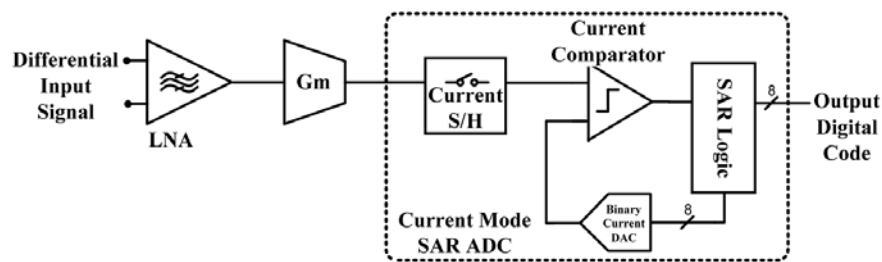 Differential
Input
Signal
LNA
Gm
Current
S/H
Current
Comparator
SAR Logic
8
Output
Digital
Code
Binary
Current
DAC
8
Current Mode
SAR ADC